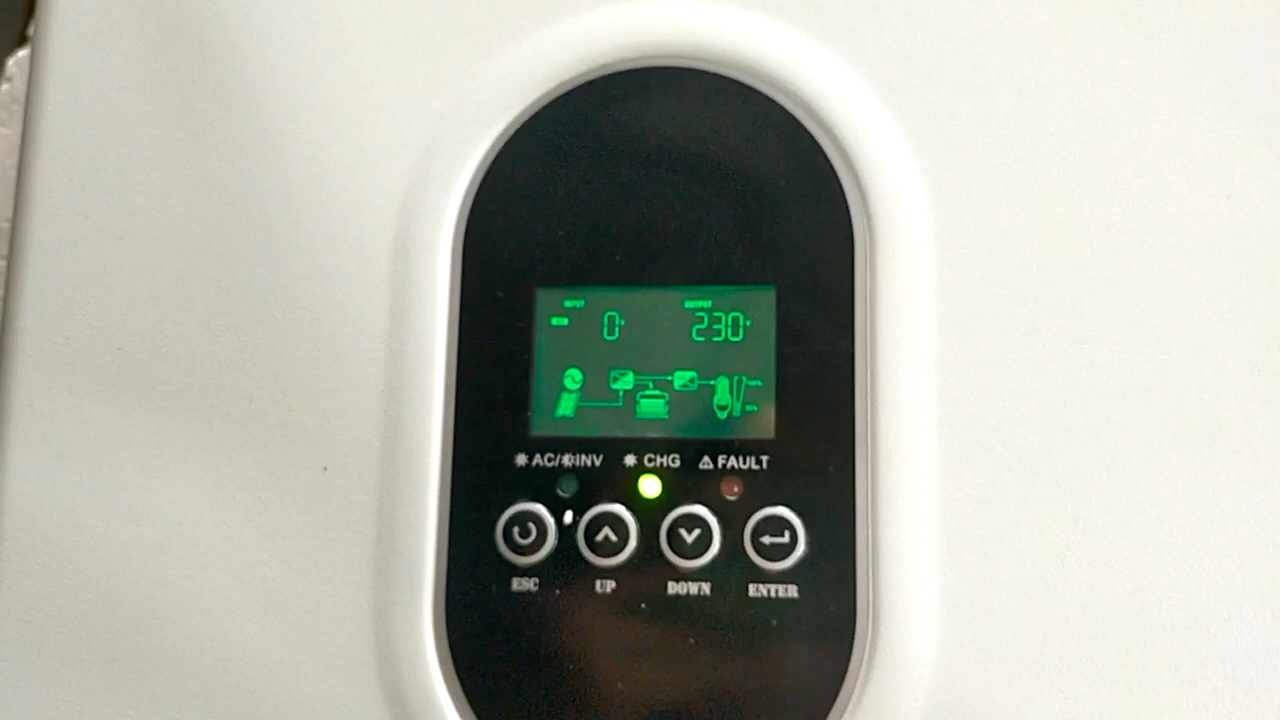 INPUT OUTPUT
0 230
AC/INV CHG ⚠ FAULT
ESC UP DOWN ENTER